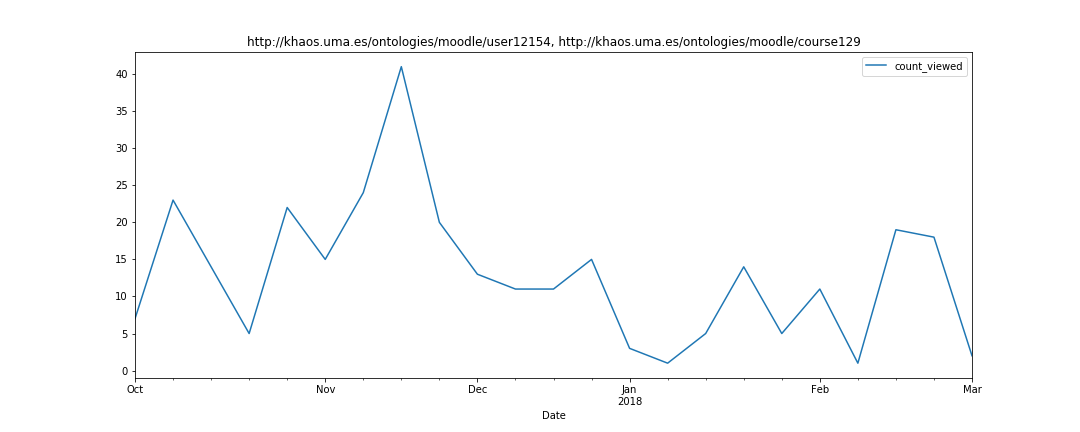 http://khaos.uma.es/ontologies/moodle/user12154, http://khaos.uma.es/ontologies/moodle/course129
count_viewed
40
35
30
25
20
15
10
5
0
Oct Nov Dec Jan Feb Mar
2018
Date